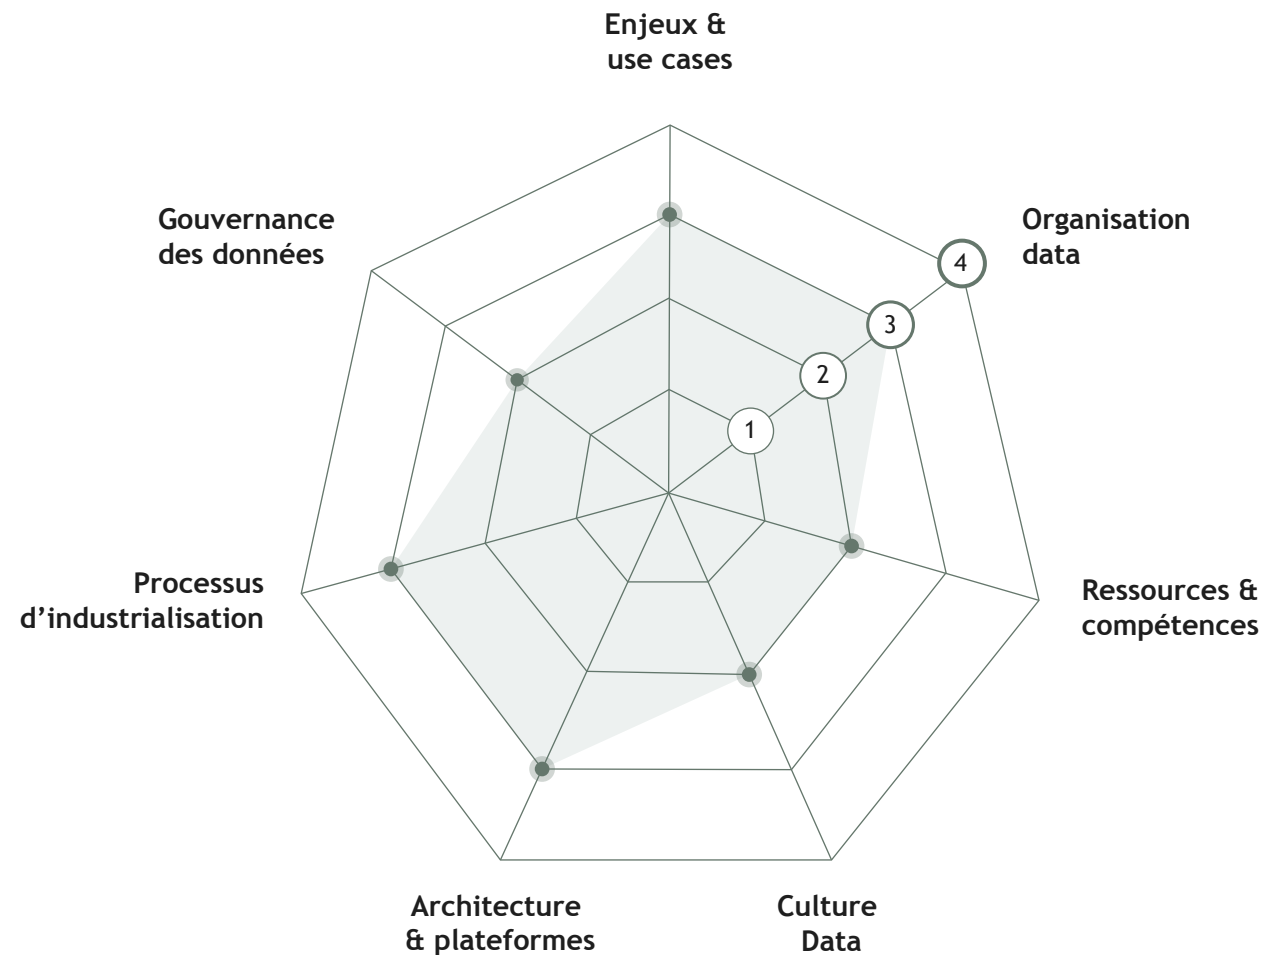 Enjeux &
use cases
Gouvernance
des données
Organisation
data
4
3
2
1
Processus
d’industrialisation
Ressources &
compétences
Architecture
& plateformes
Culture
Data